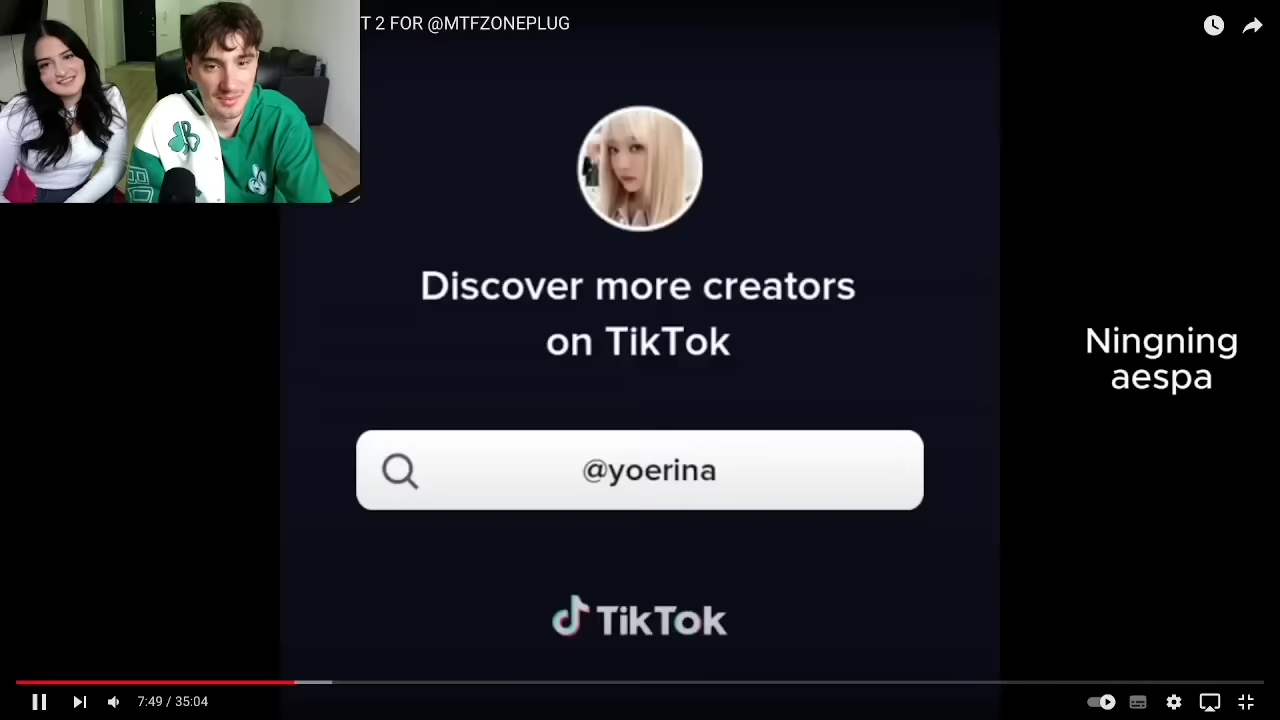 T 2 FOR @MTFZONEPLUG
Discover more creators
on TikTok
Ningning
aespa
@yoerina
TikTok
7:49 / 35:04